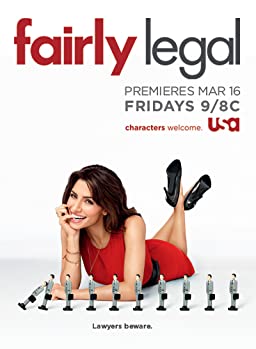 fairly legal
PREMIERES MAR 16
FRIDAYS 9/8C
characters welcome. usa
Lawyers beware.